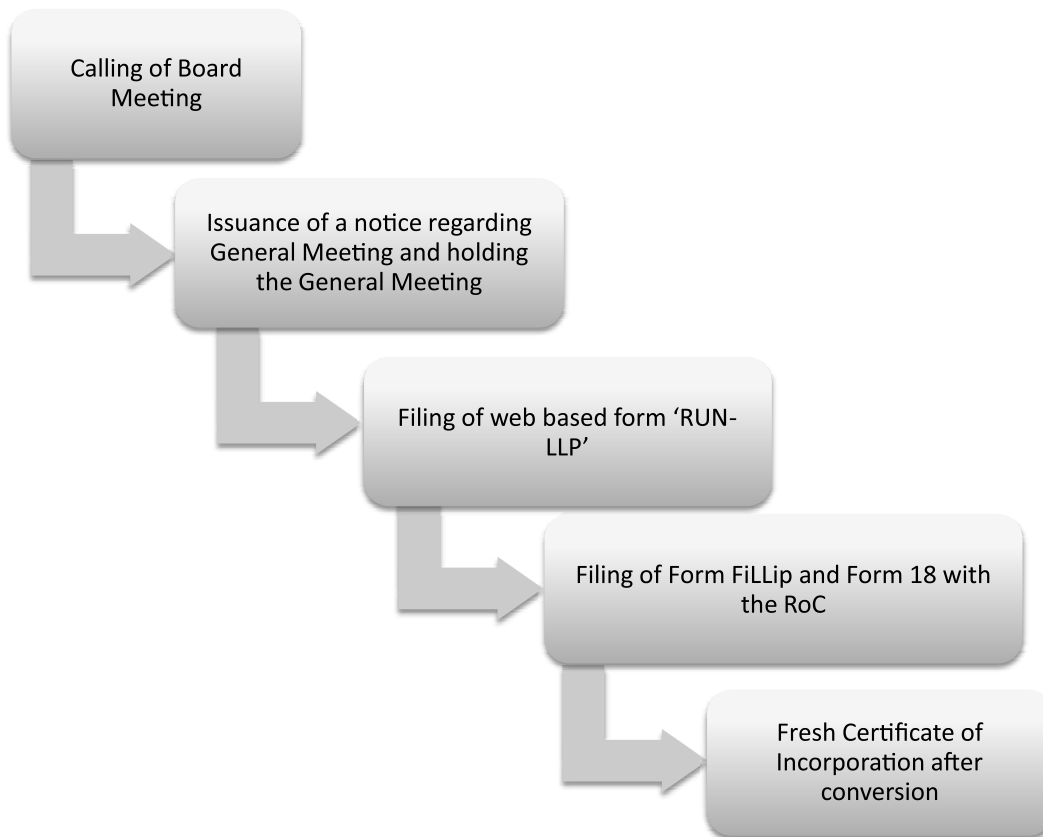 Calling of Board
Meeting
Issuance of a notice regarding
General Meeting and holding
the General Meeting
Filing of web based form ‘RUN-
LLP’
Filing of Form FiLLip and Form 18 with
the RoC
Fresh Certificate of
Incorporation after
conversion